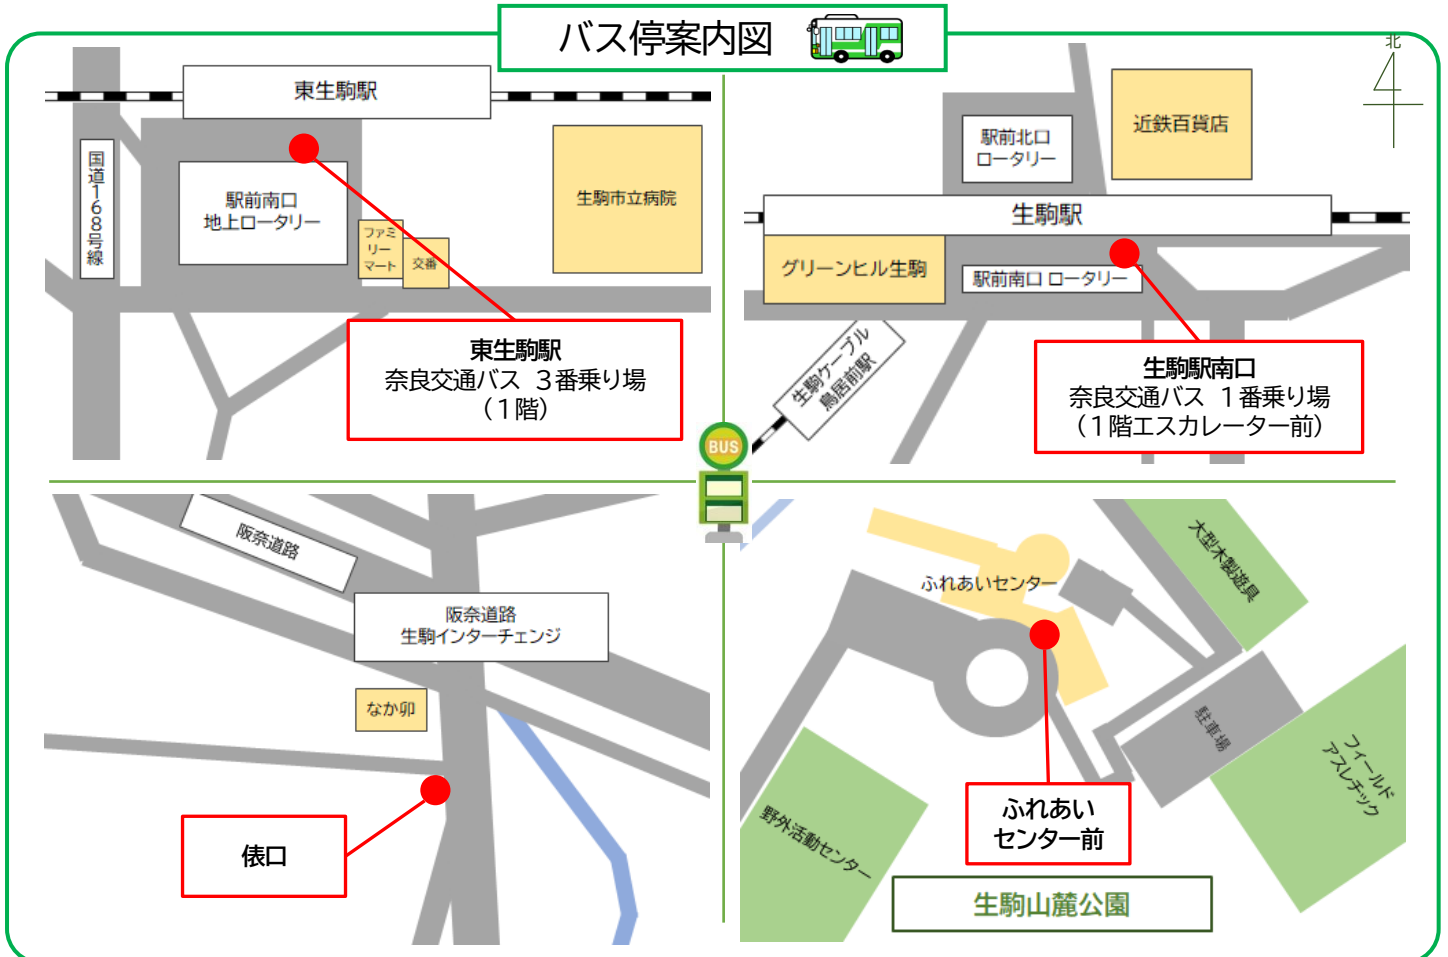 バス停案内図
北
東生駒駅
国道168号線
駅前南口
地上ロータリー
ファミ
リー
マート
交番
生駒市立病院
東生駒駅
奈良交通バス 3番乗り場
(1階)
近鉄百貨店
駅前北口
ロータリー
生駒駅
グリーンヒル生駒
駅前南口 ロータリー
生駒ケーブル
鳥居前駅
生駒駅南口
奈良交通バス 1番乗り場
(1階エスカレーター前)
BUS
阪奈道路
阪奈道路
生駒インターチェンジ
なか卯
俵口
大型木製遊具
ふれあいセンター
駐車場
フィールド
アスレチック
野外活動センター
ふれあい
センター前
生駒山麓公園